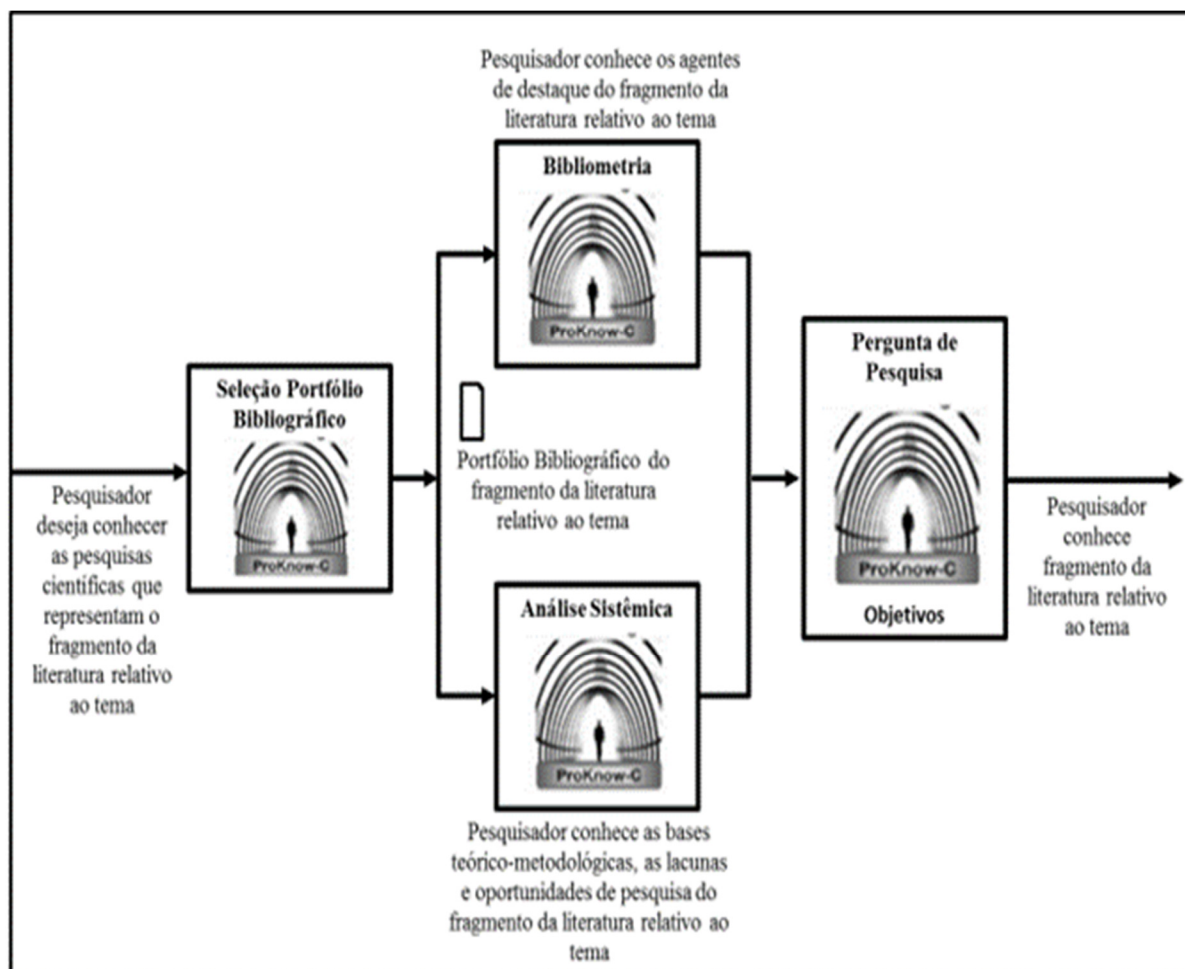 Pesquisador conhece os agentes
de destaque do fragmento da
literatura relativo ao tema
Bibliometria
ProKnow-C
Seleção Portfólio
Bibliográfico
ProKnow-C
Pesquisador
deseja conhecer
as pesquisas
científicas que
representam o
fragmento da
literatura relativo
ao tema
Portfólio Bibliográfico do
fragmento da literatura
relativo ao tema
Análise Sistêmica
ProKnow-C
Pesquisador conhece as bases
teórico-metodológicas, as lacunas
e oportunidades de pesquisa do
fragmento da literatura relativo ao
tema
Pergunta de
Pesquisa
ProKnow-C
Objetivos
Pesquisador
conhece
fragmento da
literatura relativo
ao tema